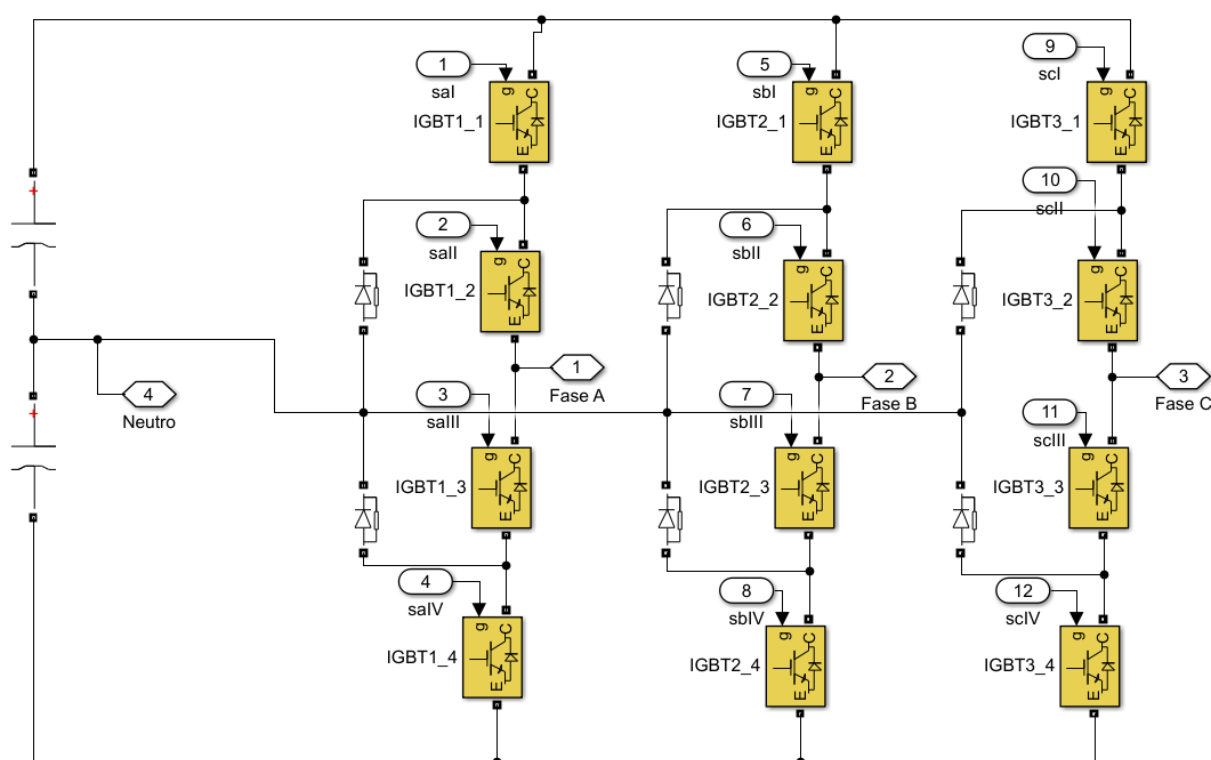 1
saI
g
C
E
IGBT1_1
5
sbI
g
C
E
IGBT2_1
9
scI
g
C
E
IGBT3_1
+
2
saII
g
C
E
IGBT1_2
6
sbII
g
C
E
IGBT2_2
10
scII
g
C
E
IGBT3_2
4
Neutro
1
Fase A
2
Fase B
3
Fase C
+
3
saIII
g
C
E
IGBT1_3
7
sbIII
g
C
E
IGBT2_3
11
scIII
g
C
E
IGBT3_3
4
saIV
g
C
E
IGBT1_4
8
sbIV
g
C
E
IGBT2_4
12
scIV
g
C
E
IGBT3_4